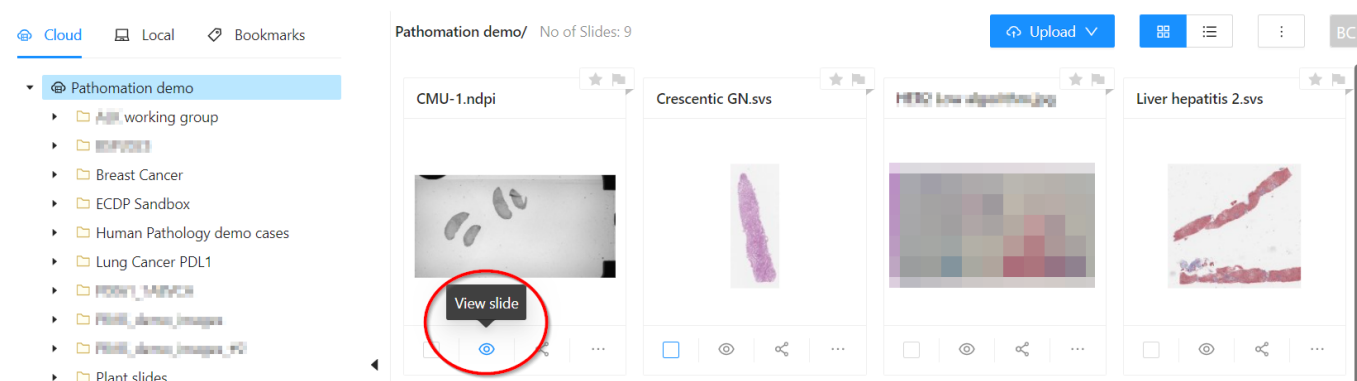 Cloud Local Bookmarks
Pathomation demo/ No of Slides: 9
Upload
BC
Pathomation demo
working group
Breast Cancer
ECDP Sandbox
Human Pathology demo cases
Lung Cancer PDL1
Plant slides
CMU-1.ndpi
Crescentic GN.svs
Liver hepatitis 2.svs
View slide